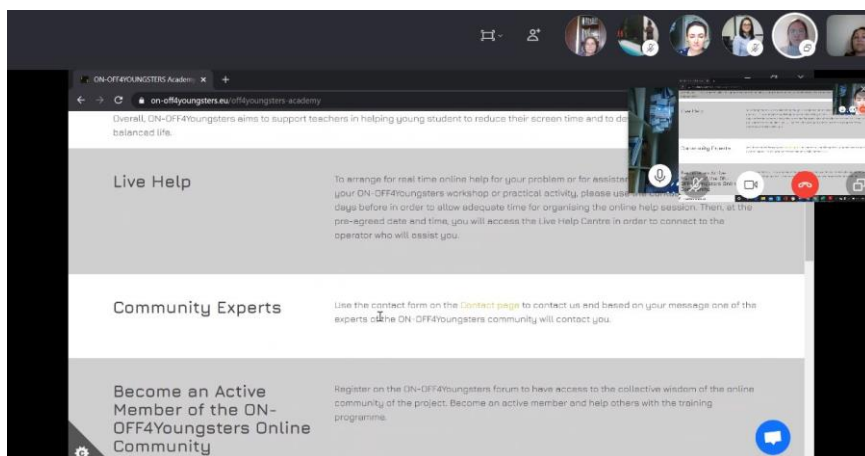 ON-OFF4YOUNGSTERS Academy
on-off4youngsters.eu/off4youngsters-academy
Overall, ON-OFF4Youngsters aims to support teachers in helping young student to reduce their screen time and to de
balanced life.
Live Help
To arrange for real time online help for your problem or for assista
your ON-OFF4Youngsters workshop or practical activity, please use
days before in order to allow adequate time for organising the online help session. Then, at the
pre-agreed date and time, you will access the Live Help Centre in order to connect to the
operator who will assist you.
Community Experts
Use the contact form on the Contact page to contact us and based on your message one of the
experts of the ON-OFF4Youngsters community will contact you.
Become an Active
Member of the ON-
OFF4Youngsters Online
Community
Register on the ON-OFF4Youngsters forum to have access to the collective wisdom of the online
community of the project. Become an active member and help others with the training
programme.
Live Help
Community Experts